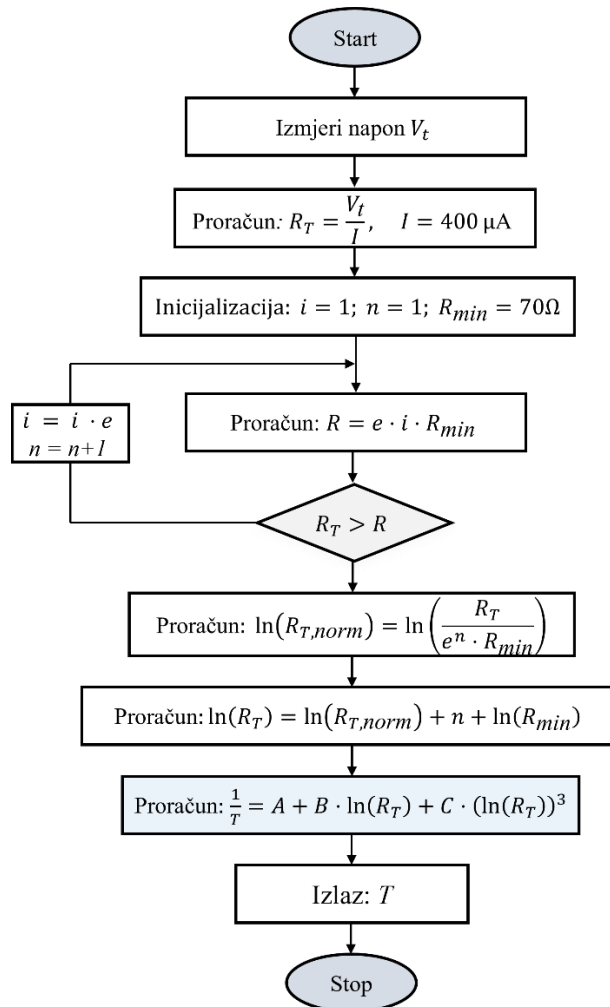 Start
Izmjeri napon V_t
Proračun: R_T = V_t / I, I = 400 μA
Inicijalizacija: i = 1; n = 1; R_min = 70Ω
i = i · e
n = n+1
Proračun: R = e · i · R_min
R_T > R
Proračun: ln(R_T,norm) = ln(R_T / (e^n · R_min))
Proračun: ln(R_T) = ln(R_T,norm) + n + ln(R_min)
Proračun: 1/T = A + B · ln(R_T) + C · (ln(R_T))³
Izlaz: T
Stop